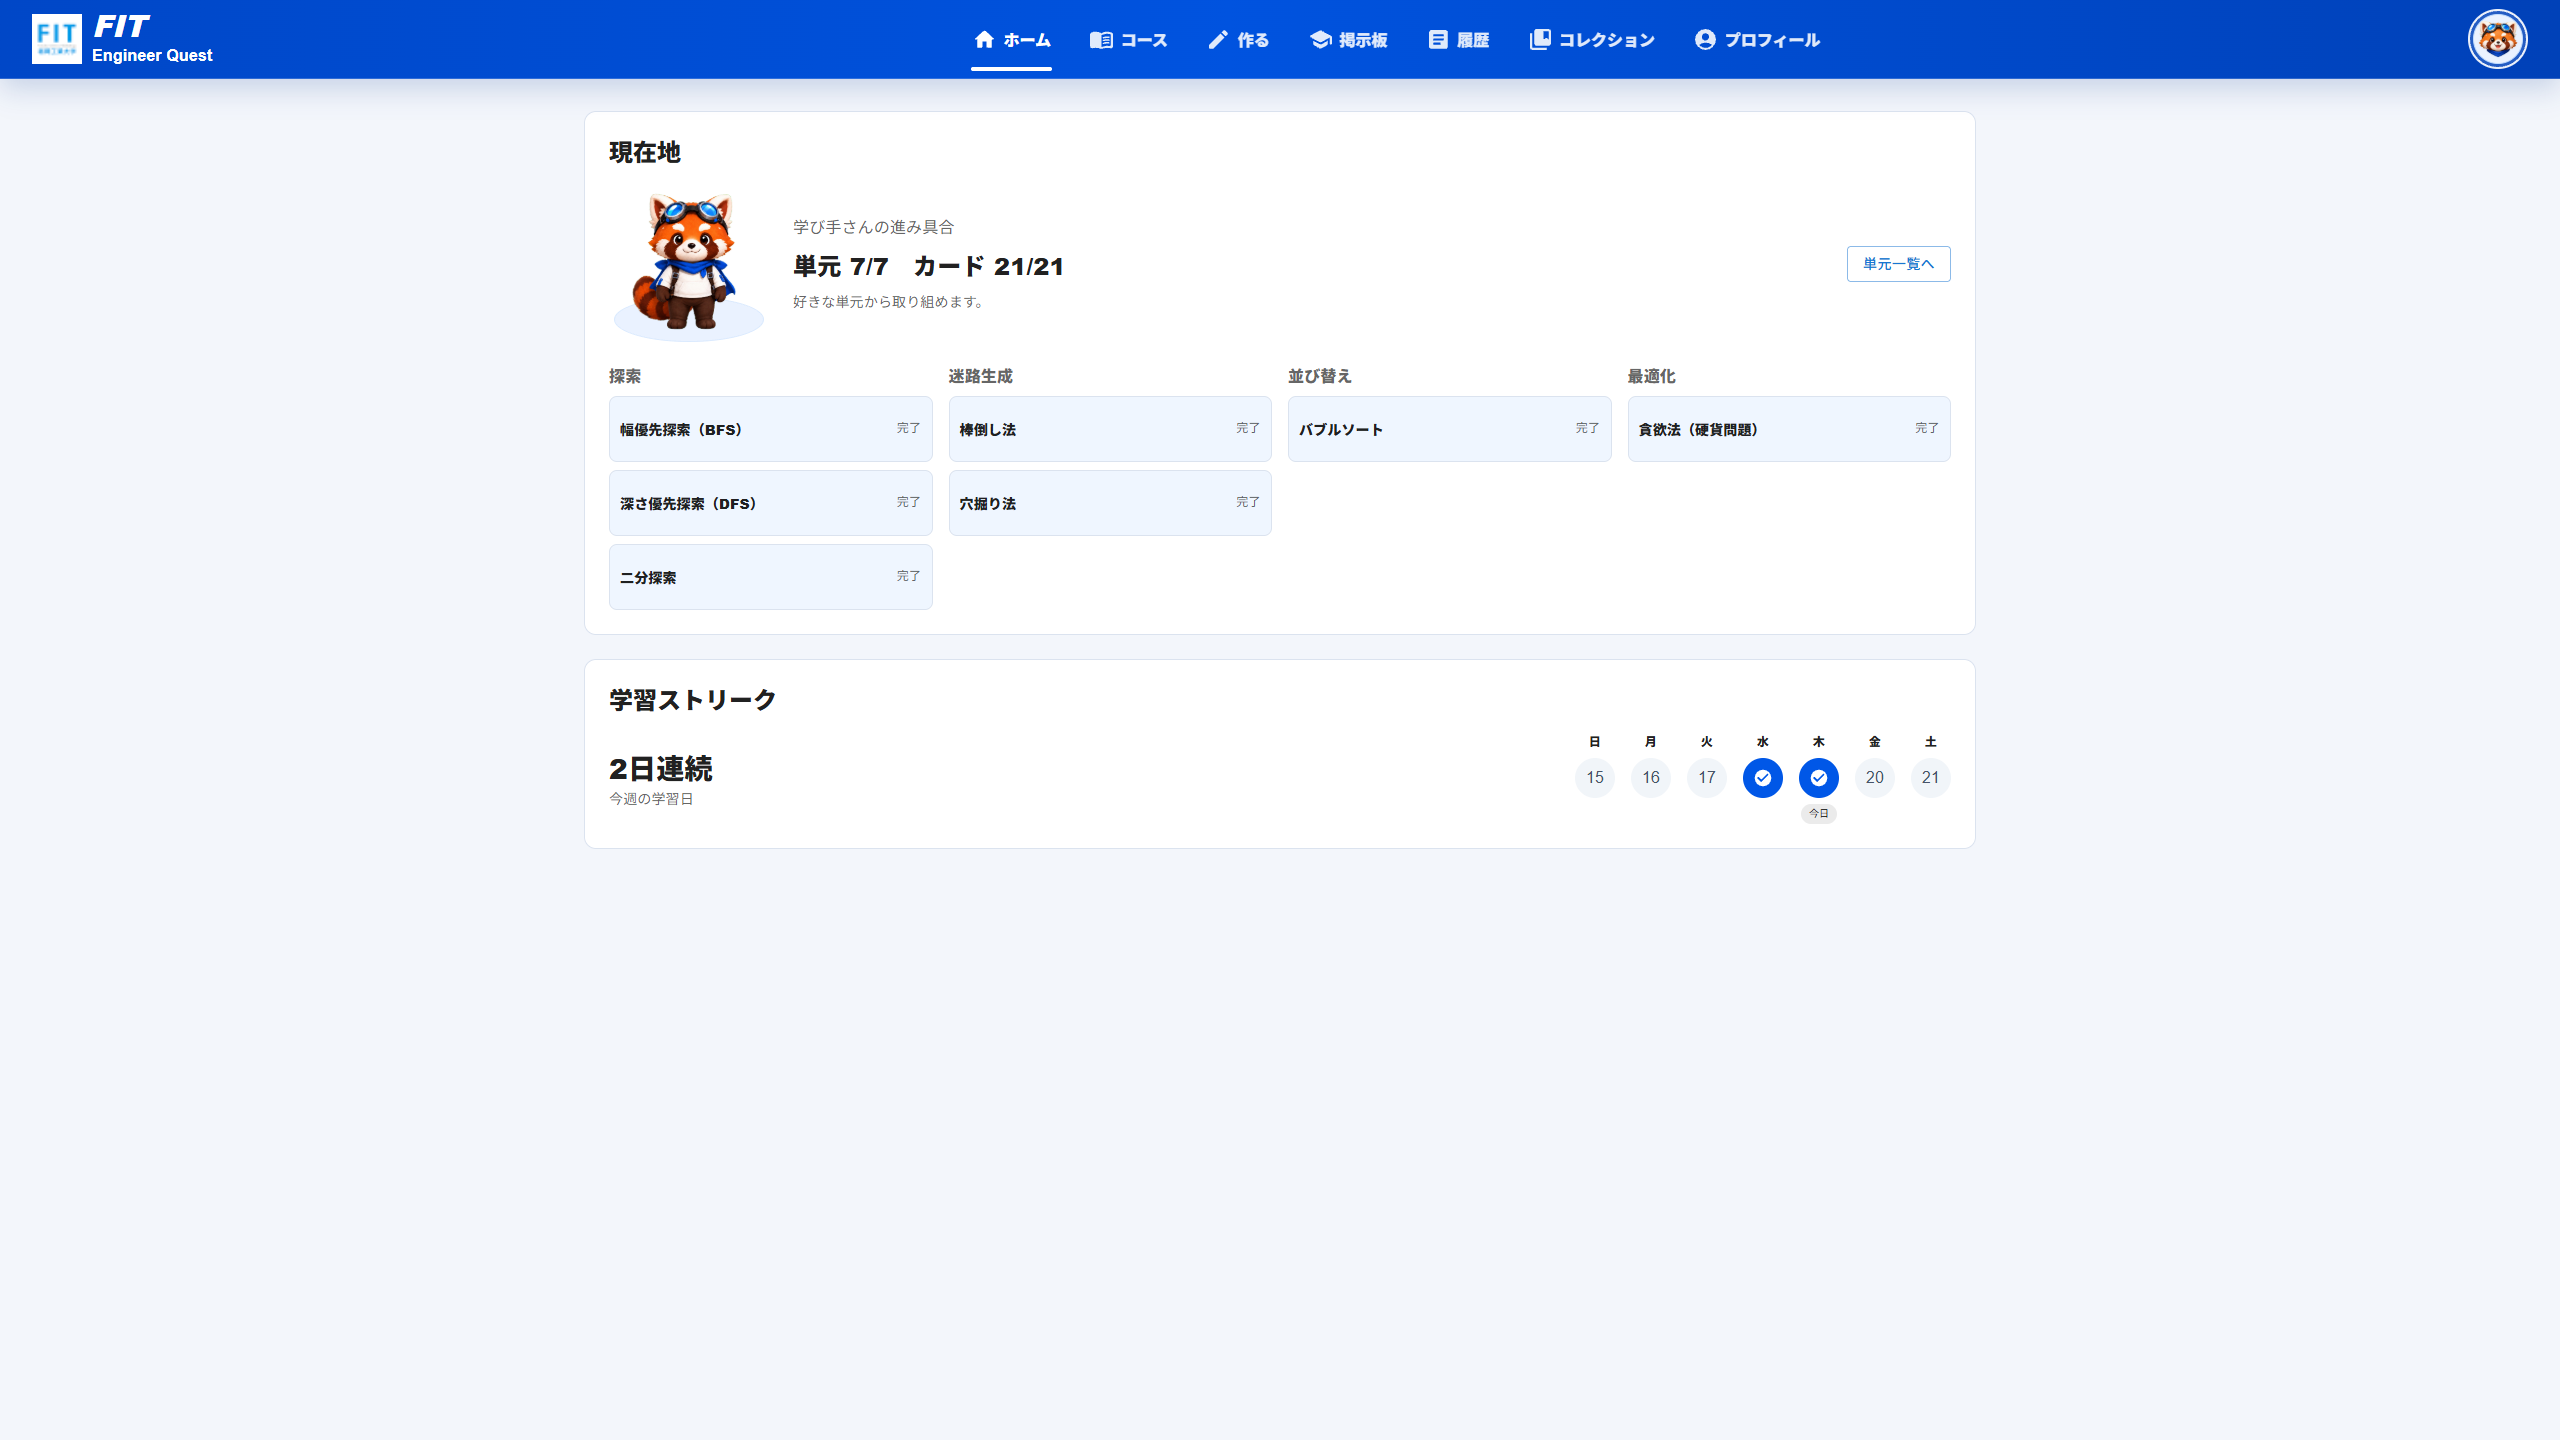 FIT
FIT
Engineer Quest
ホーム
コース
作る
掲示板
履歴
コレクション
プロフィール
現在地
学び手さんの進み具合
単元 7/7　カード 21/21
好きな単元から取り組めます。
単元一覧へ
探索
幅優先探索（BFS） 完了
深さ優先探索（DFS） 完了
二分探索 完了
迷路生成
棒倒し法 完了
穴掘り法 完了
並び替え
バブルソート 完了
最適化
貪欲法（硬貨問題） 完了
学習ストリーク
2日連続
今週の学習日
日 月 火 水 木 金 土
15 16 17 20 21
今日